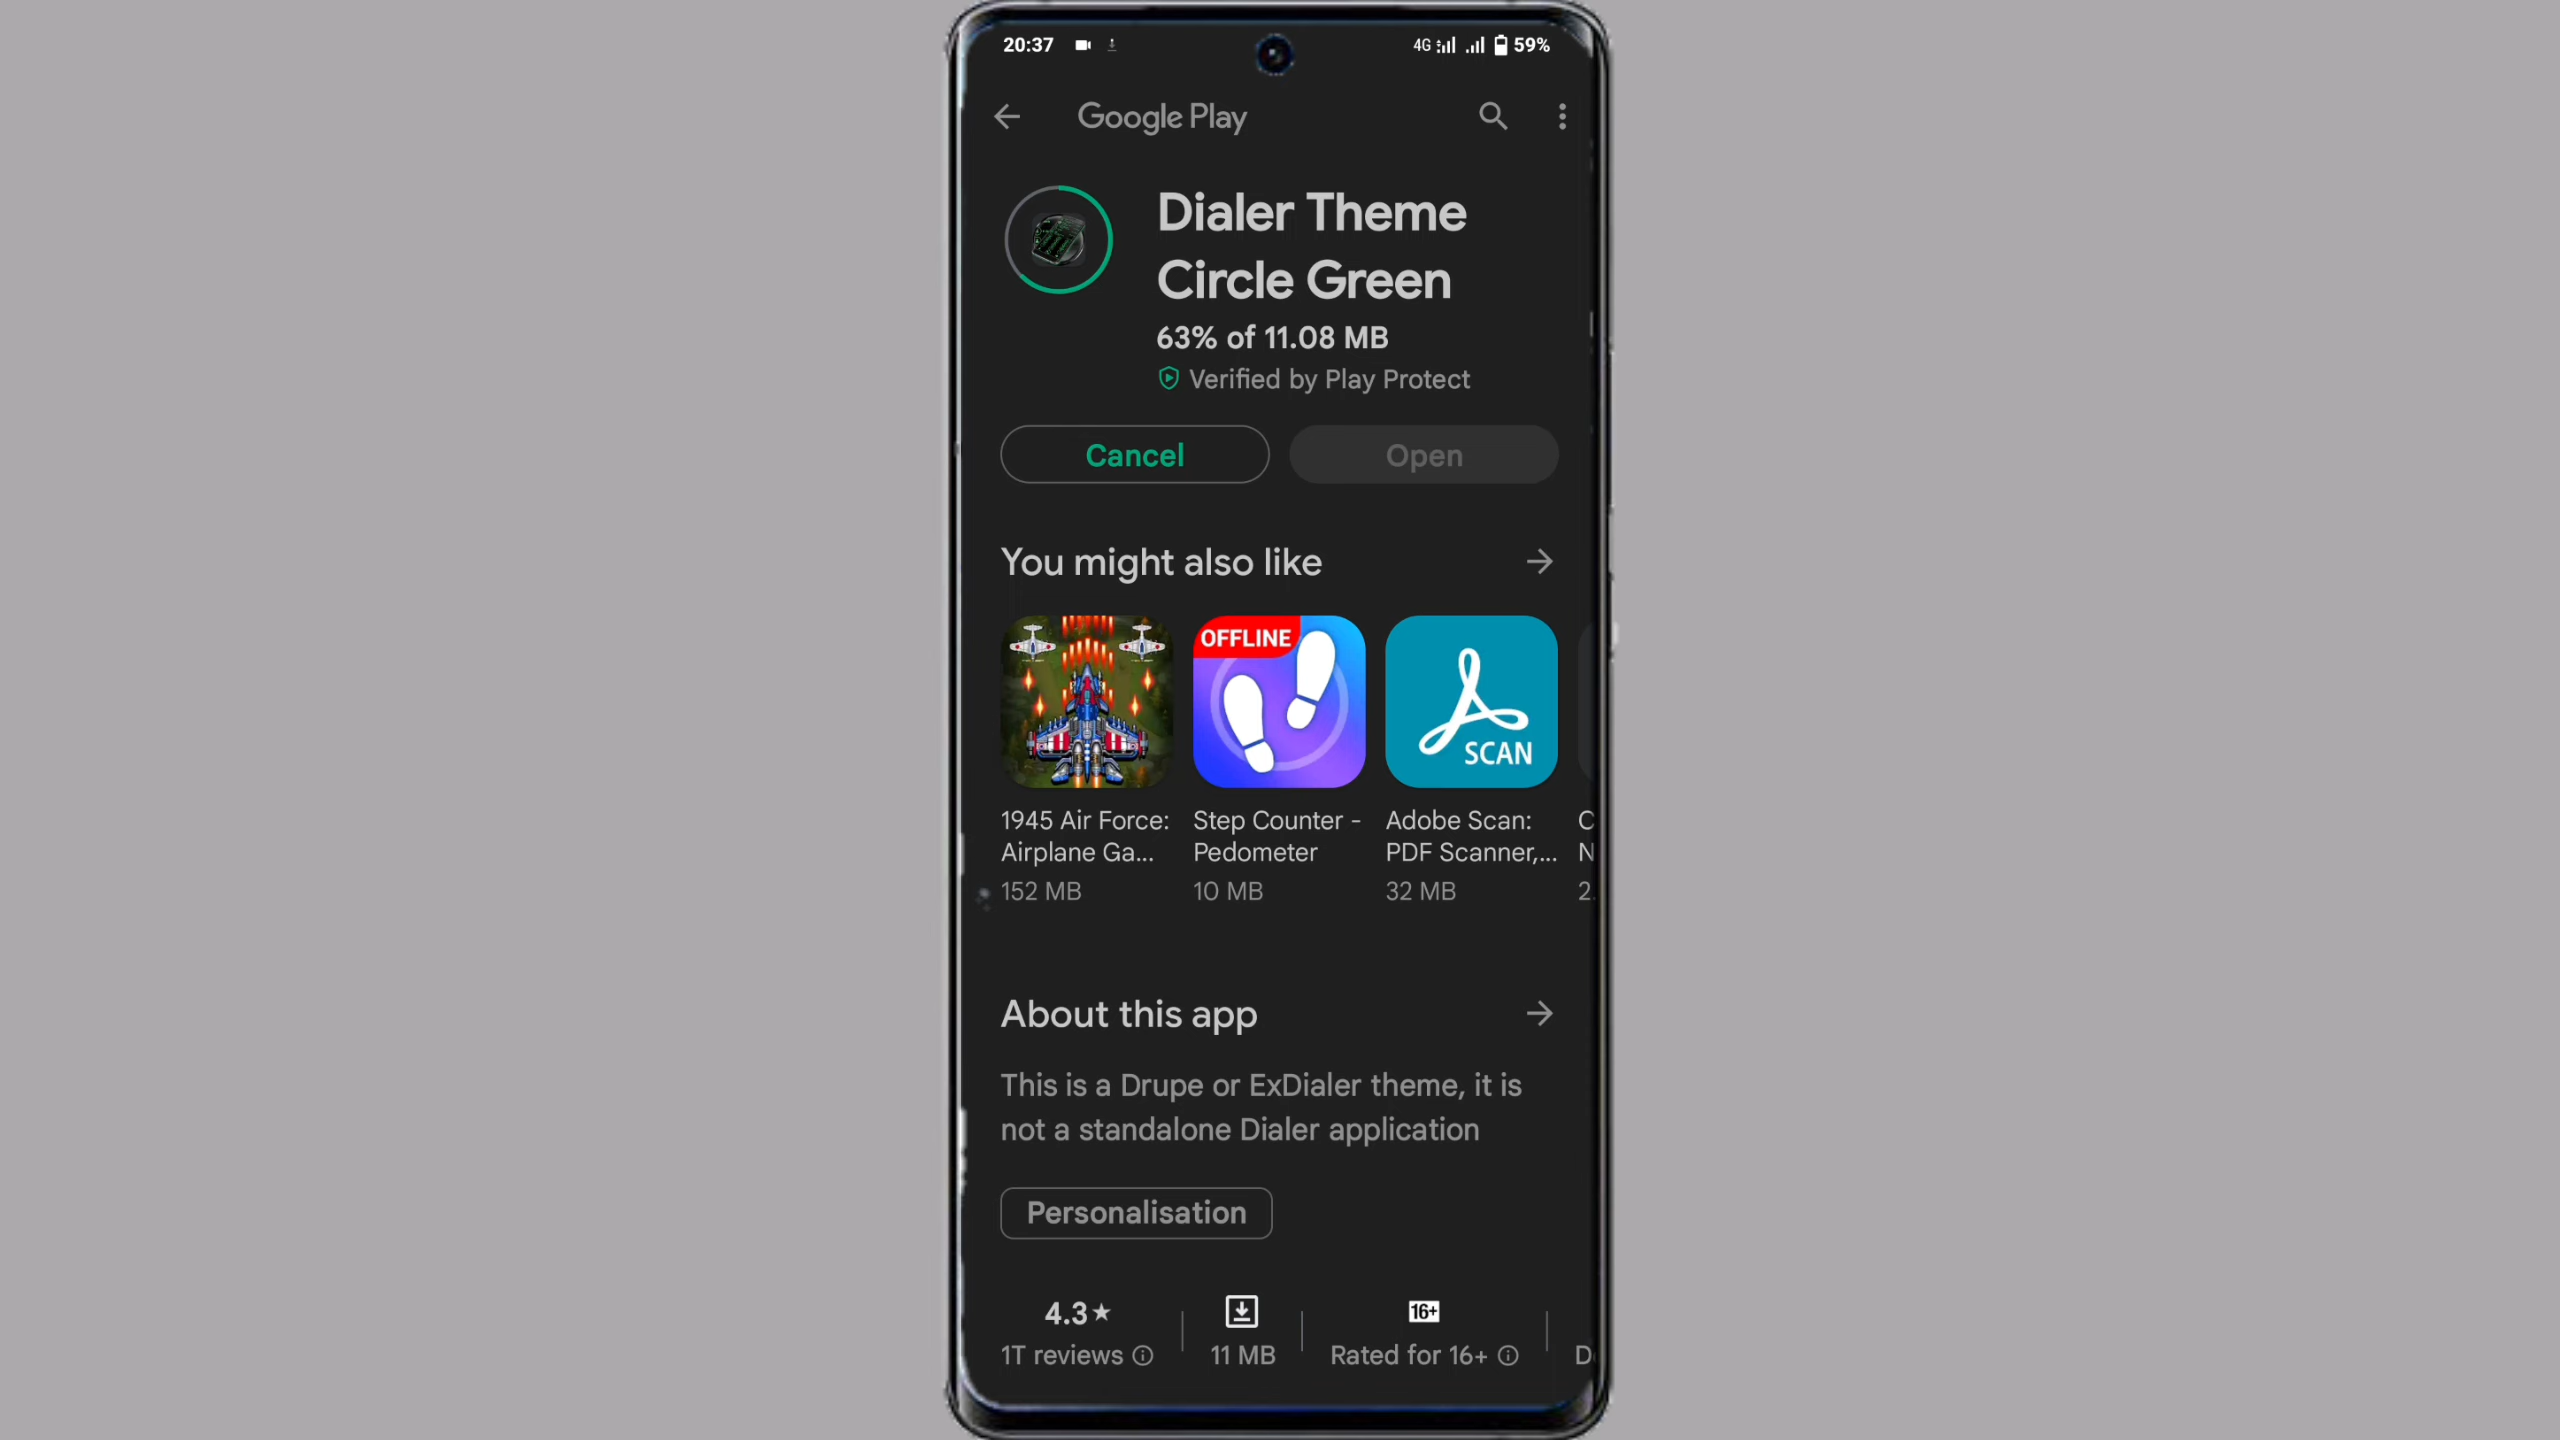 20:37
4G
59%
Google Play
Dialer Theme
Circle Green
63% of 11.08 MB
Verified by Play Protect
Cancel
Open
You might also like
OFFLINE
SCAN
1945 Air Force:
Airplane Ga...
152 MB
Step Counter -
Pedometer
10 MB
Adobe Scan:
PDF Scanner,...
32 MB
C
N
2.
About this app
This is a Drupe or ExDialer theme, it is
not a standalone Dialer application
Personalisation
4.3★
1T reviews
11 MB
16+
Rated for 16+
D